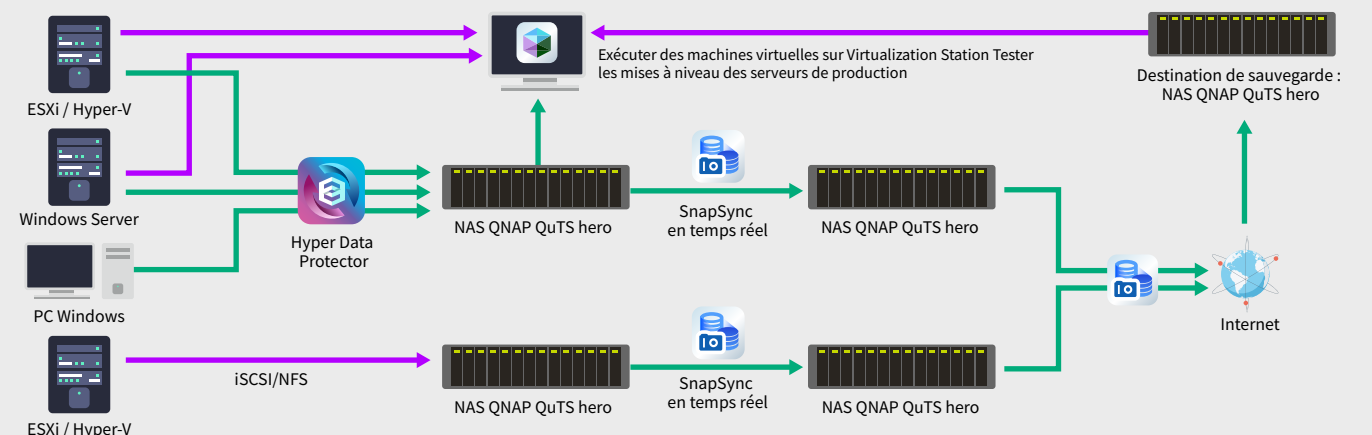 Exécuter des machines virtuelles sur Virtualization Station Tester
les mises à niveau des serveurs de production
Destination de sauvegarde :
NAS QNAP QuTS hero
ESXi / Hyper-V
Windows Server
Hyper Data
Protector
NAS QNAP QuTS hero
SnapSync
en temps réel
NAS QNAP QuTS hero
PC Windows
Internet
iSCSI/NFS
NAS QNAP QuTS hero
SnapSync
en temps réel
NAS QNAP QuTS hero
ESXi / Hyper-V